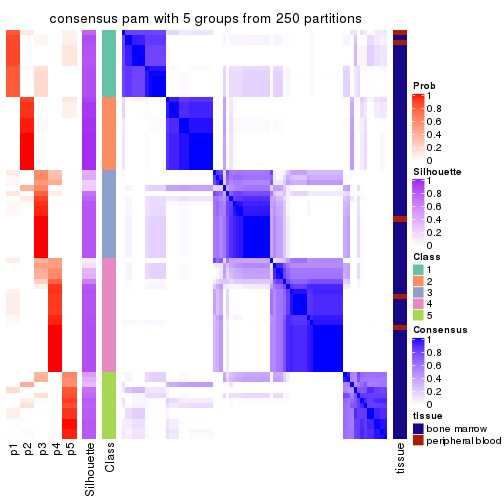 consensus pam with 5 groups from 250 partitions
Prob
1
0.8
0.6
0.4
0.2
0
Silhouette
1
0.8
0.6
0.4
0.2
0
Class
1
2
3
4
5
Consensus
1
0.8
0.6
0.4
0.2
0
tissue
bone marrow
peripheral blood
p1
p2
p3
p4
p5
Silhouette
Class
tissue